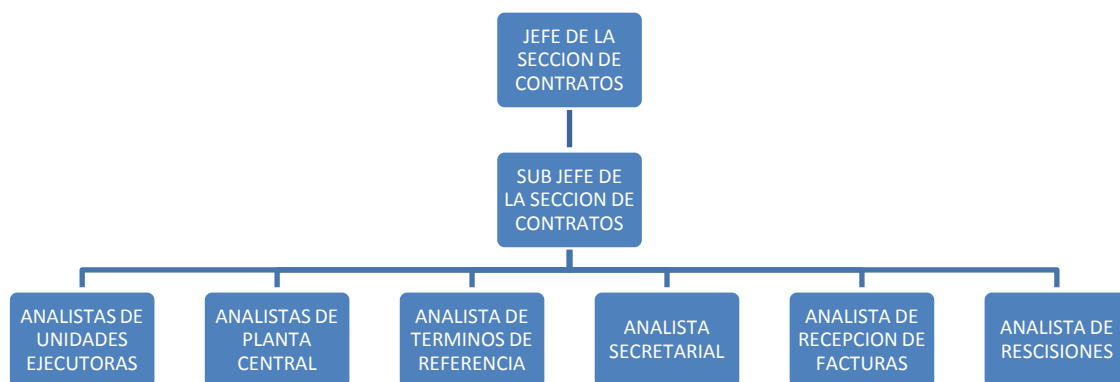 JEFE DE LA
SECCION DE
CONTRATOS
SUB JEFE DE
LA SECCION DE
CONTRATOS
ANALISTAS DE
UNIDADES
EJECUTORAS
ANALISTAS DE
PLANTA
CENTRAL
ANALISTA DE
TERMINOS DE
REFERENCIA
ANALISTA
SECRETARIAL
ANALISTA DE
RECEPCION DE
FACTURAS
ANALISTA DE
RESCISIONES